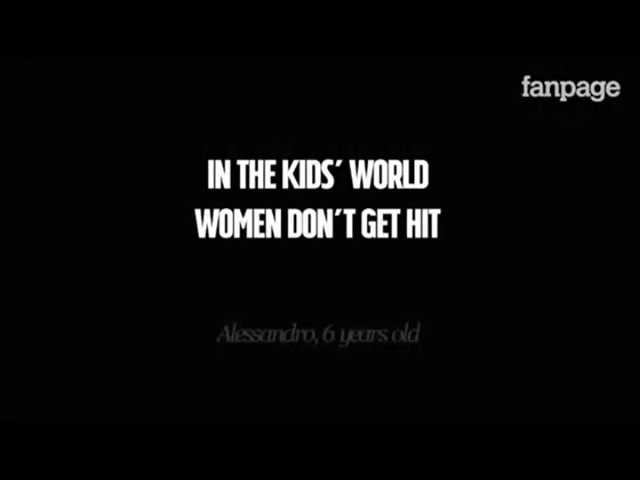 fanpage
IN THE KIDS´ WORLD
WOMEN DON´T GET HIT
Alessandro, 6 years old